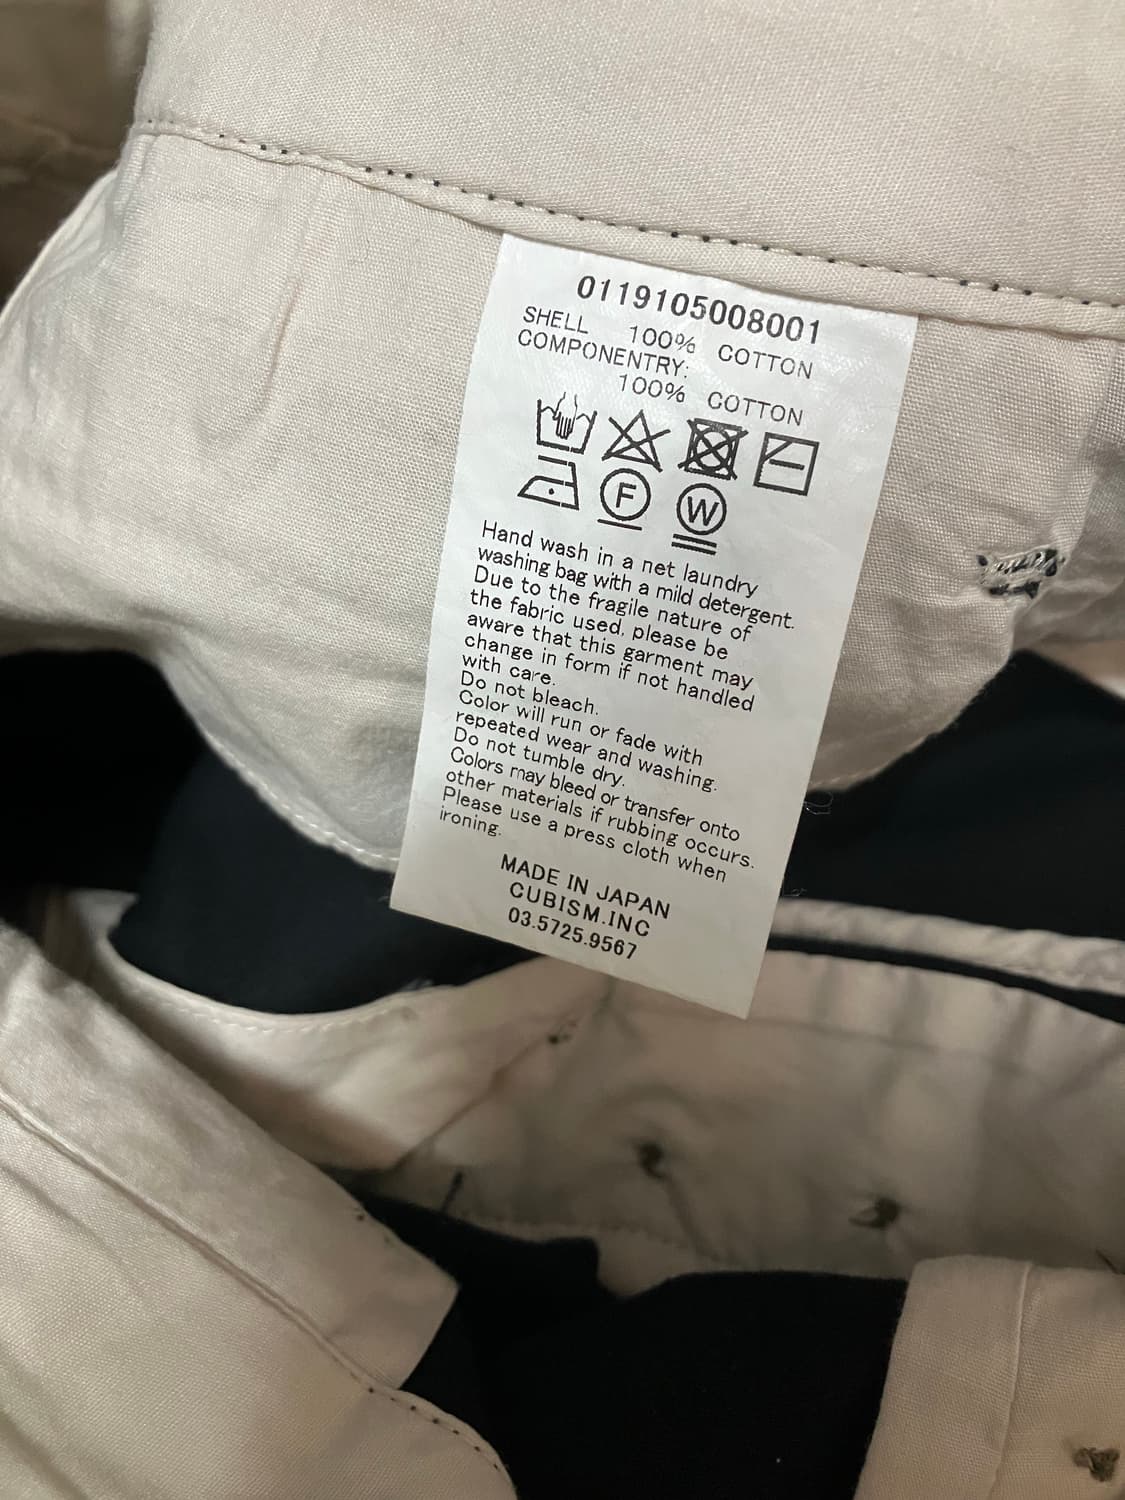 0119105008001
SHELL 100% COTTON
COMPONENTRY:
100% COTTON
F W
Hand wash in a net laundry
washing bag with a mild detergent.
Due to the fragile nature of
the fabric used, please be
aware that this garment may
change in form if not handled
with care.
Do not bleach.
Color will run or fade with
repeated wear and washing.
Do not tumble dry.
Colors may bleed or transfer onto
other materials if rubbing occurs.
Please use a press cloth when
ironing.
MADE IN JAPAN
CUBISM.INC
03.5725.9567